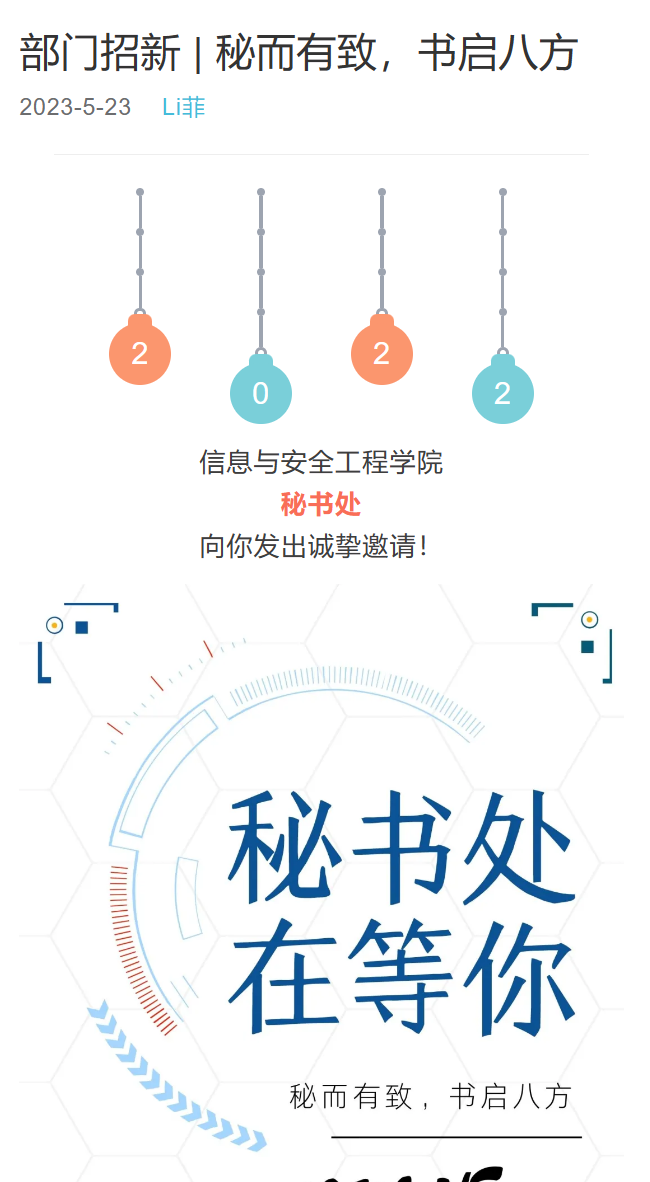 部门招新 | 秘而有致，书启八方
2023-5-23 Li菲
2 0 2 2
信息与安全工程学院
秘书处
向你发出诚挚邀请！
秘书处
在等你
秘而有致，书启八方